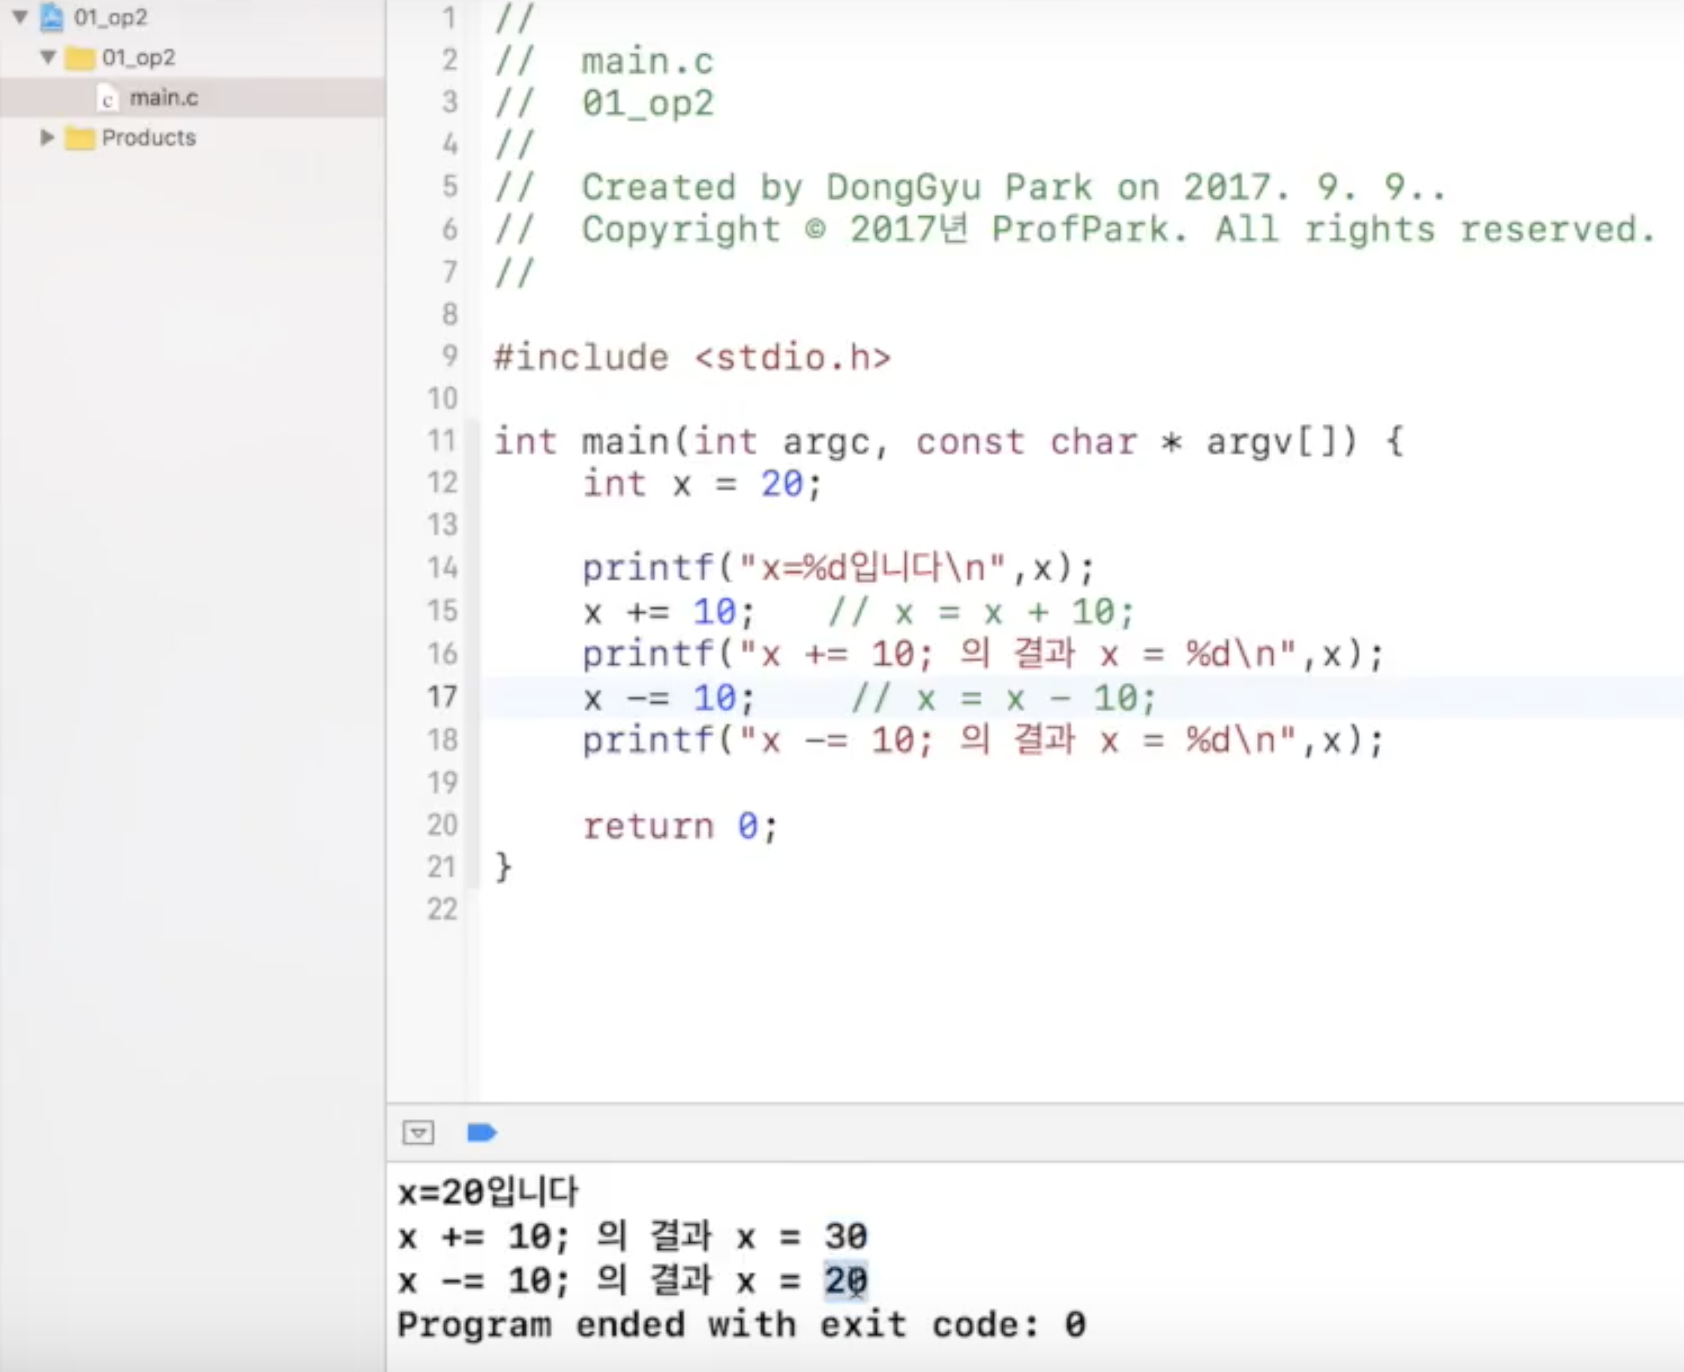 01_op2
01_op2
main.c
Products
1 //
2 //  main.c
3 //  01_op2
4 //
5 //  Created by DongGyu Park on 2017. 9. 9..
6 //  Copyright © 2017년 ProfPark. All rights reserved.
7 //
8
9 #include <stdio.h>
10
11 int main(int argc, const char * argv[]) {
12     int x = 20;
13
14     printf("x=%d입니다\n",x);
15     x += 10;   // x = x + 10;
16     printf("x += 10; 의 결과 x = %d\n",x);
17     x -= 10;    // x = x - 10;
18     printf("x -= 10; 의 결과 x = %d\n",x);
19
20     return 0;
21 }
22
x=20입니다
x += 10; 의 결과 x = 30
x -= 10; 의 결과 x = 20
Program ended with exit code: 0